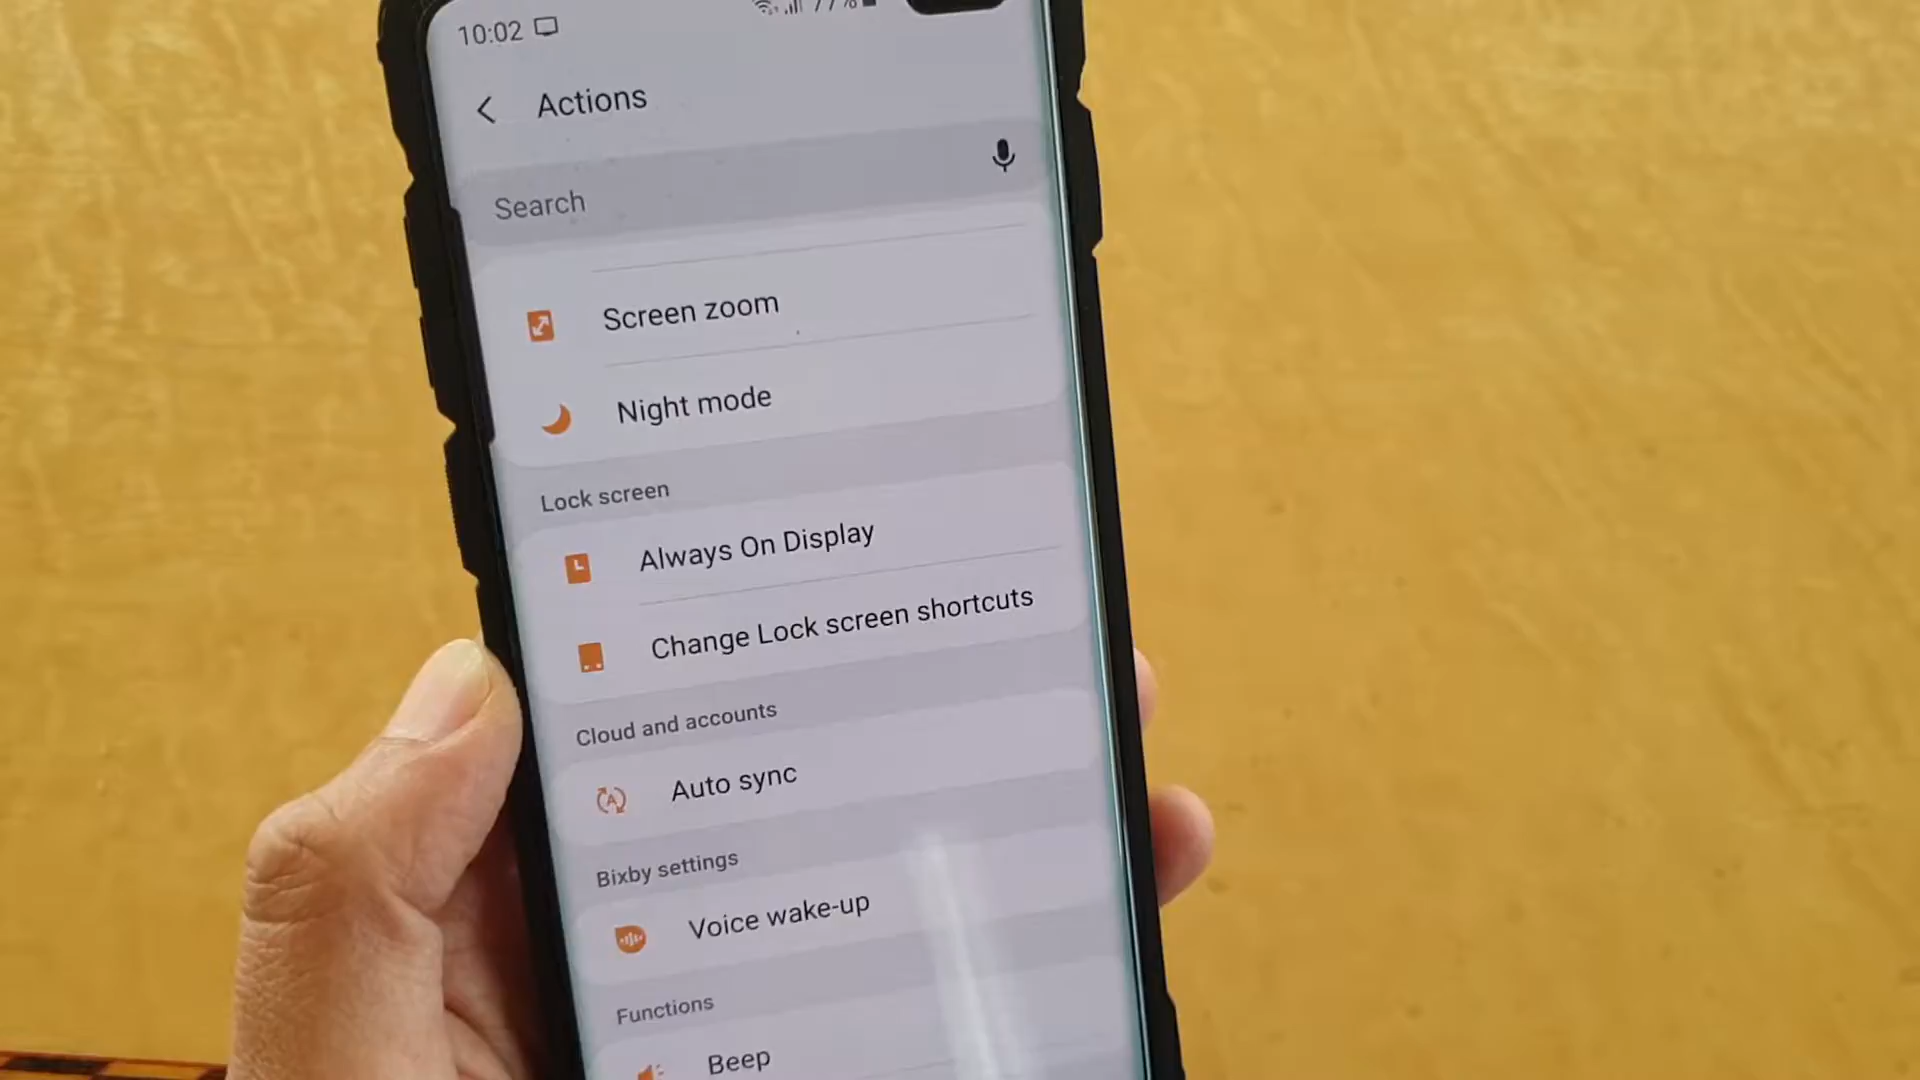 10:02 77%
Actions
Search
Screen zoom
Night mode
Lock screen
Always On Display
Change Lock screen shortcuts
Cloud and accounts
Auto sync
Bixby settings
Voice wake-up
Functions
Beep